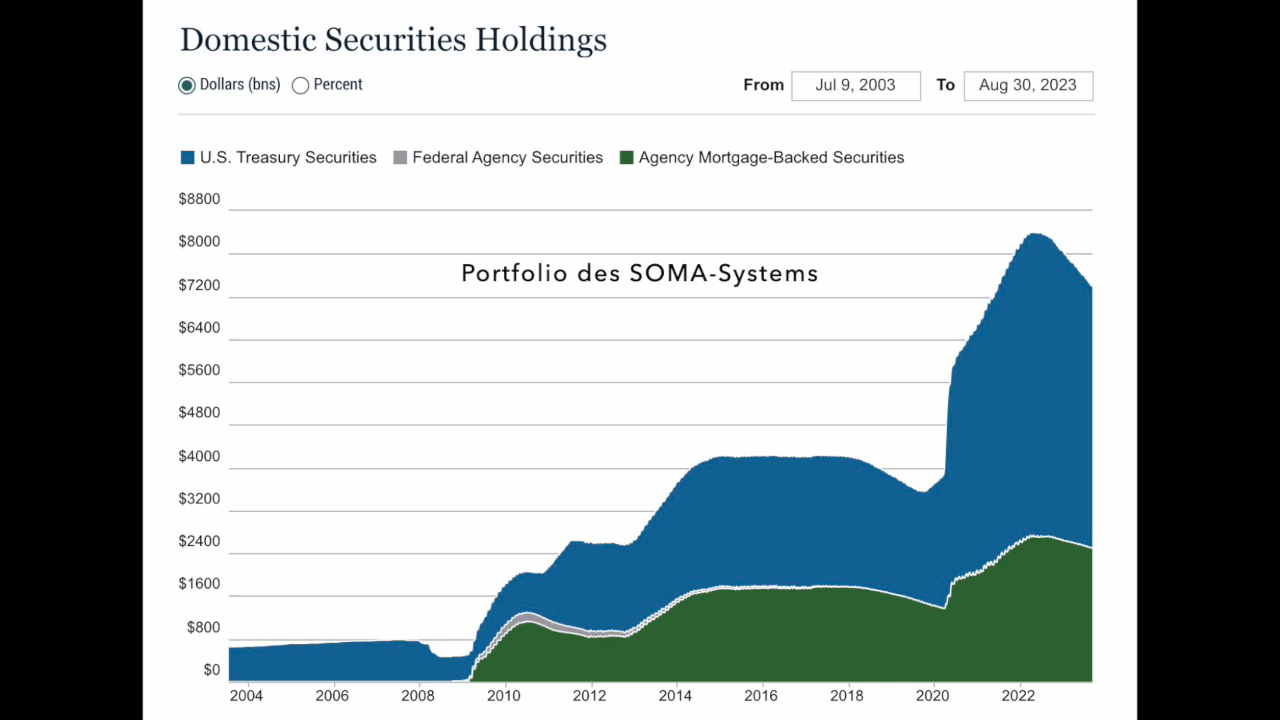 Domestic Securities Holdings
Dollars (bns) Percent From Jul 9, 2003 To Aug 30, 2023
U.S. Treasury Securities Federal Agency Securities Agency Mortgage-Backed Securities
$8800
$8000
Portfolio des SOMA-Systems
$7200
$6400
$5600
$4800
$4000
$3200
$2400
$1600
$800
$0
2004 2006 2008 2010 2012 2014 2016 2018 2020 2022